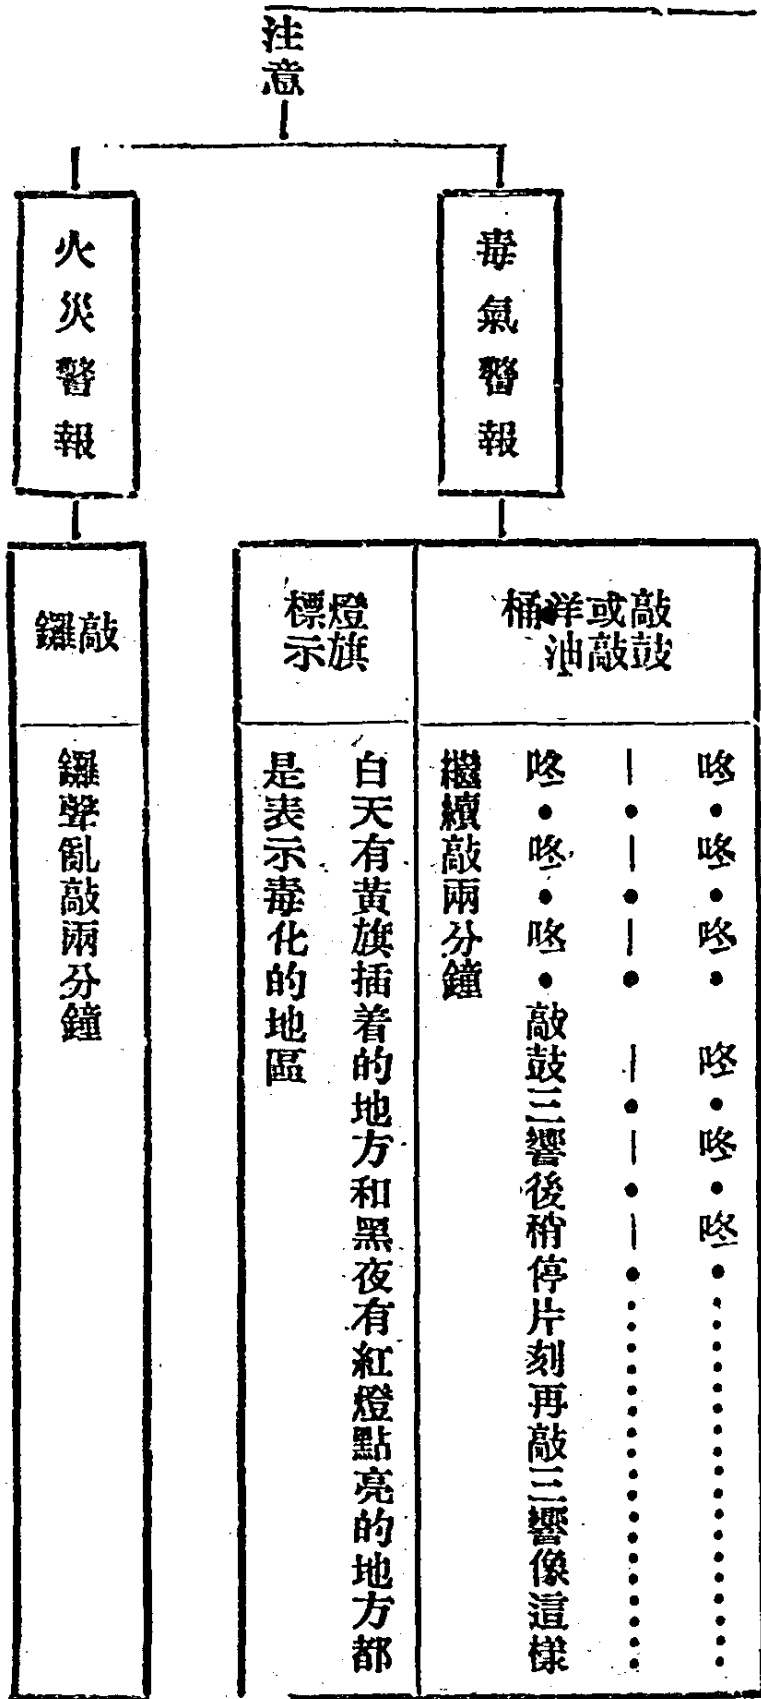 注意
毒氣警報
敲鼓
或敲
洋油
桶
咚•咚•咚•咚•咚•咚•…………………
—•—•—•—•—•—•…………………
咚•咚•咚•敲鼓三響後稍停片刻再敲三響像這樣
繼續敲兩分鐘
燈旗
標示
白天有黃旗插着的地方和黑夜有紅燈點亮的地方都
是表示毒化的地區
火災警報
敲
鑼
鑼聲亂敲兩分鐘